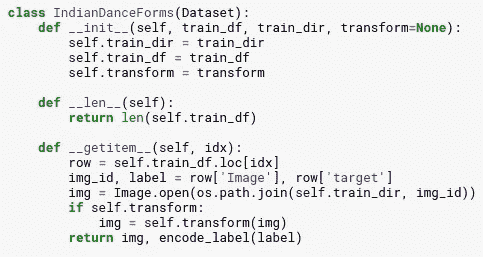 class IndianDanceForms(Dataset):
    def __init__(self, train_df, train_dir, transform=None):
        self.train_dir = train_dir
        self.train_df = train_df
        self.transform = transform

    def __len__(self):
        return len(self.train_df)

    def __getitem__(self, idx):
        row = self.train_df.loc[idx]
        img_id, label = row['Image'], row['target']
        img = Image.open(os.path.join(self.train_dir, img_id))
        if self.transform:
            img = self.transform(img)
        return img, encode_label(label)